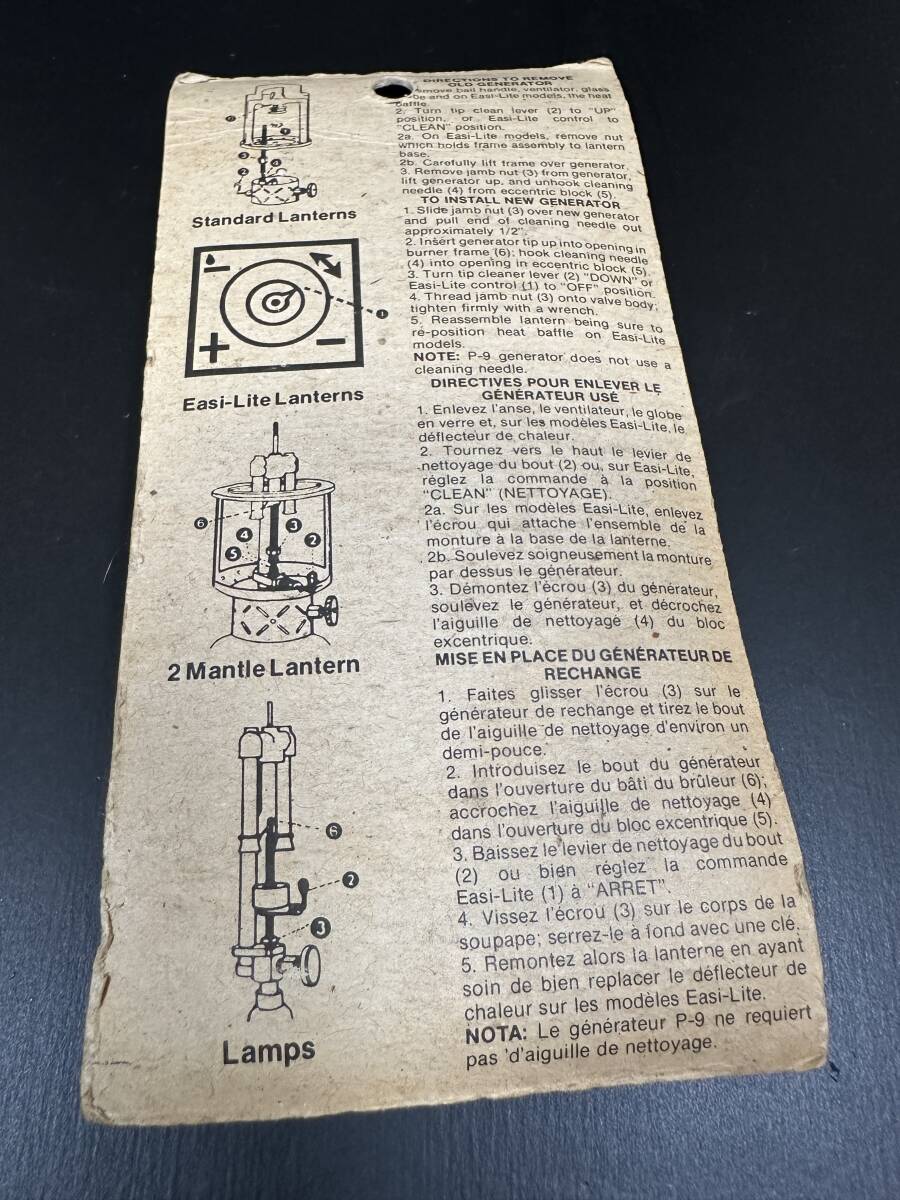 Standard Lanterns
Easi-Lite Lanterns
2 Mantle Lantern
Lamps
DIRECTIONS TO REMOVE
OLD GENERATOR
bail handle, ventilator, glass
and on Easi-Lite models, the heat
baffle.
2. Turn tip clean lever (2) to "UP"
position, or Easi-Lite control to
"CLEAN" position.
2a. On Easi-Lite models, remove nut
which holds frame assembly to lantern
base.
2b. Carefully lift frame over generator.
3. Remove jamb nut (3) from generator,
lift generator up, and unhook cleaning
needle (4) from eccentric block (5).
TO INSTALL NEW GENERATOR
1. Slide jamb nut (3) over new generator
and pull end of cleaning needle out
approximately 1/2".
2. Insert generator tip up into opening in
burner frame (6); hook cleaning needle
(4) into opening in eccentric block (5).
3. Turn tip cleaner lever (2) "DOWN" or
Easi-Lite control (1) to "OFF" position.
4. Thread jamb nut (3) onto valve body;
tighten firmly with a wrench.
5. Reassemble lantern being sure to
re-position heat baffle on Easi-Lite
models.
NOTE: P-9 generator does not use a
cleaning needle.
DIRECTIVES POUR ENLEVER LE
GÉNÉRATEUR USÉ
1. Enlevez l'anse, le ventilateur, le globe
en verre et, sur les modèles Easi-Lite, le
déflecteur de chaleur.
2. Tournez vers le haut le levier de
nettoyage du bout (2) ou, sur Easi-Lite,
réglez la commande à la position
"CLEAN" (NETTOYAGE).
2a. Sur les modèles Easi-Lite, enlevez
l'écrou qui attache l'ensemble de la
monture à la base de la lanterne.
2b. Soulevez soigneusement la monture
par dessus le générateur.
3. Démontez l'écrou (3) du générateur,
soulevez le générateur, et décrochez
l'aiguille de nettoyage (4) du bloc
excentrique.
MISE EN PLACE DU GÉNÉRATEUR DE
RECHANGE
1. Faites glisser l'écrou (3) sur le
générateur de rechange et tirez le bout
de l'aiguille de nettoyage d'environ un
demi-pouce.
2. Introduisez le bout du générateur
dans l'ouverture du bâti du brûleur (6);
accrochez l'aiguille de nettoyage (4)
dans l'ouverture du bloc excentrique (5).
3. Baissez le levier de nettoyage du bout
(2) ou bien réglez la commande
Easi-Lite (1) à "ARRET".
4. Vissez l'écrou (3) sur le corps de la
soupape; serrez-le à fond avec une clé.
5. Remontez alors la lanterne en ayant
soin de bien replacer le déflecteur de
chaleur sur les modèles Easi-Lite.
NOTA: Le générateur P-9 ne requiert
pas 'd'aiguille de nettoyage.